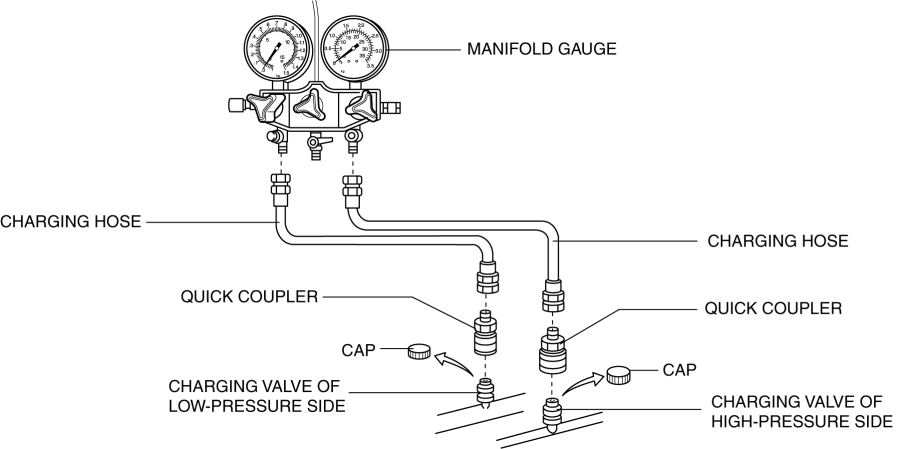 MANIFOLD GAUGE
CHARGING HOSE
CHARGING HOSE
QUICK COUPLER
QUICK COUPLER
CAP
CAP
CHARGING VALVE OF
LOW-PRESSURE SIDE
CHARGING VALVE OF
HIGH-PRESSURE SIDE